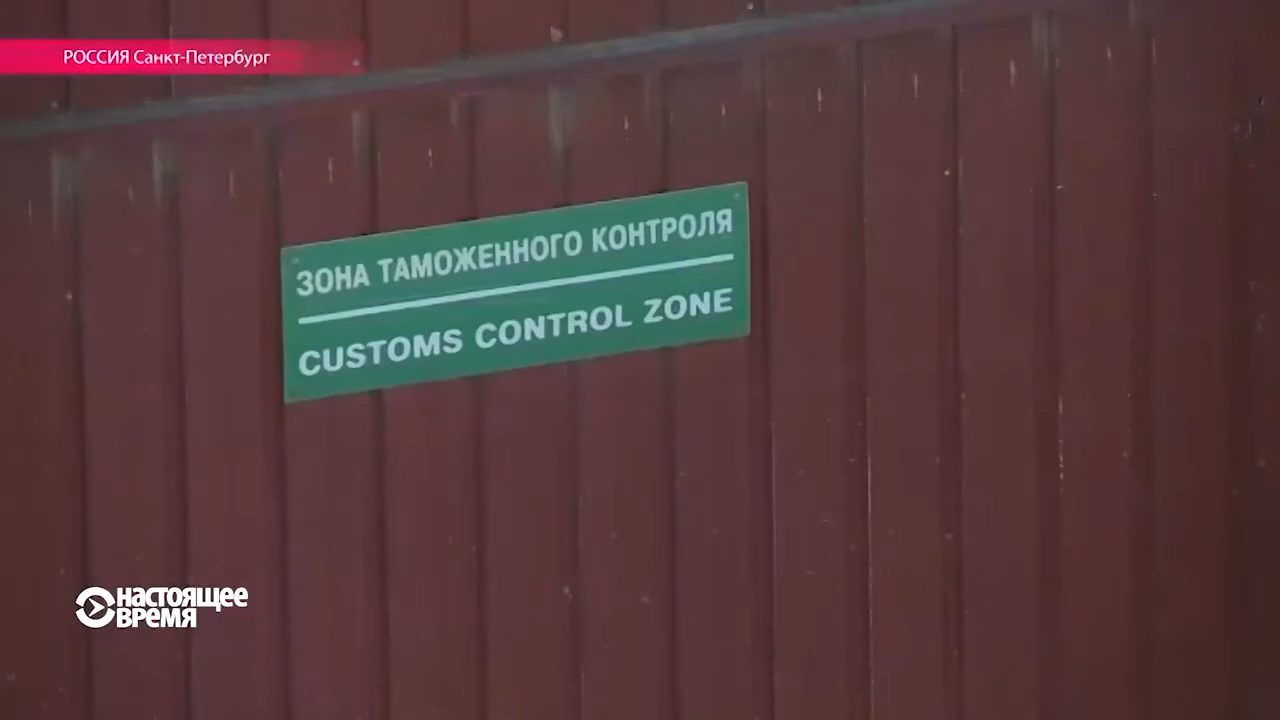 РОССИЯ Санкт-Петербург
ЗОНА ТАМОЖЕННОГО КОНТРОЛЯ
CUSTOMS CONTROL ZONE
НАСТОЯЩЕЕ
ВРЕМЯ